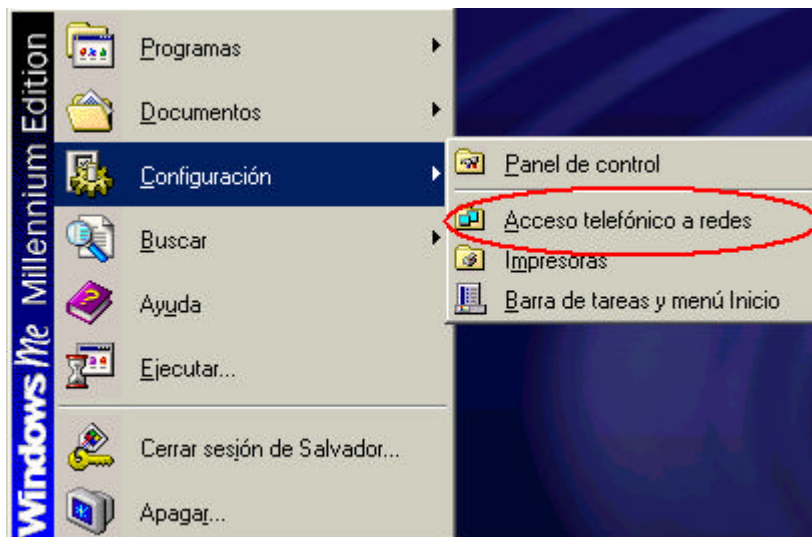 Windows Me Millennium Edition
Programas
Documentos
Configuración
Buscar
Ayuda
Ejecutar...
Cerrar sesión de Salvador...
Apagar...
Panel de control
Acceso telefónico a redes
Impresoras
Barra de tareas y menú Inicio